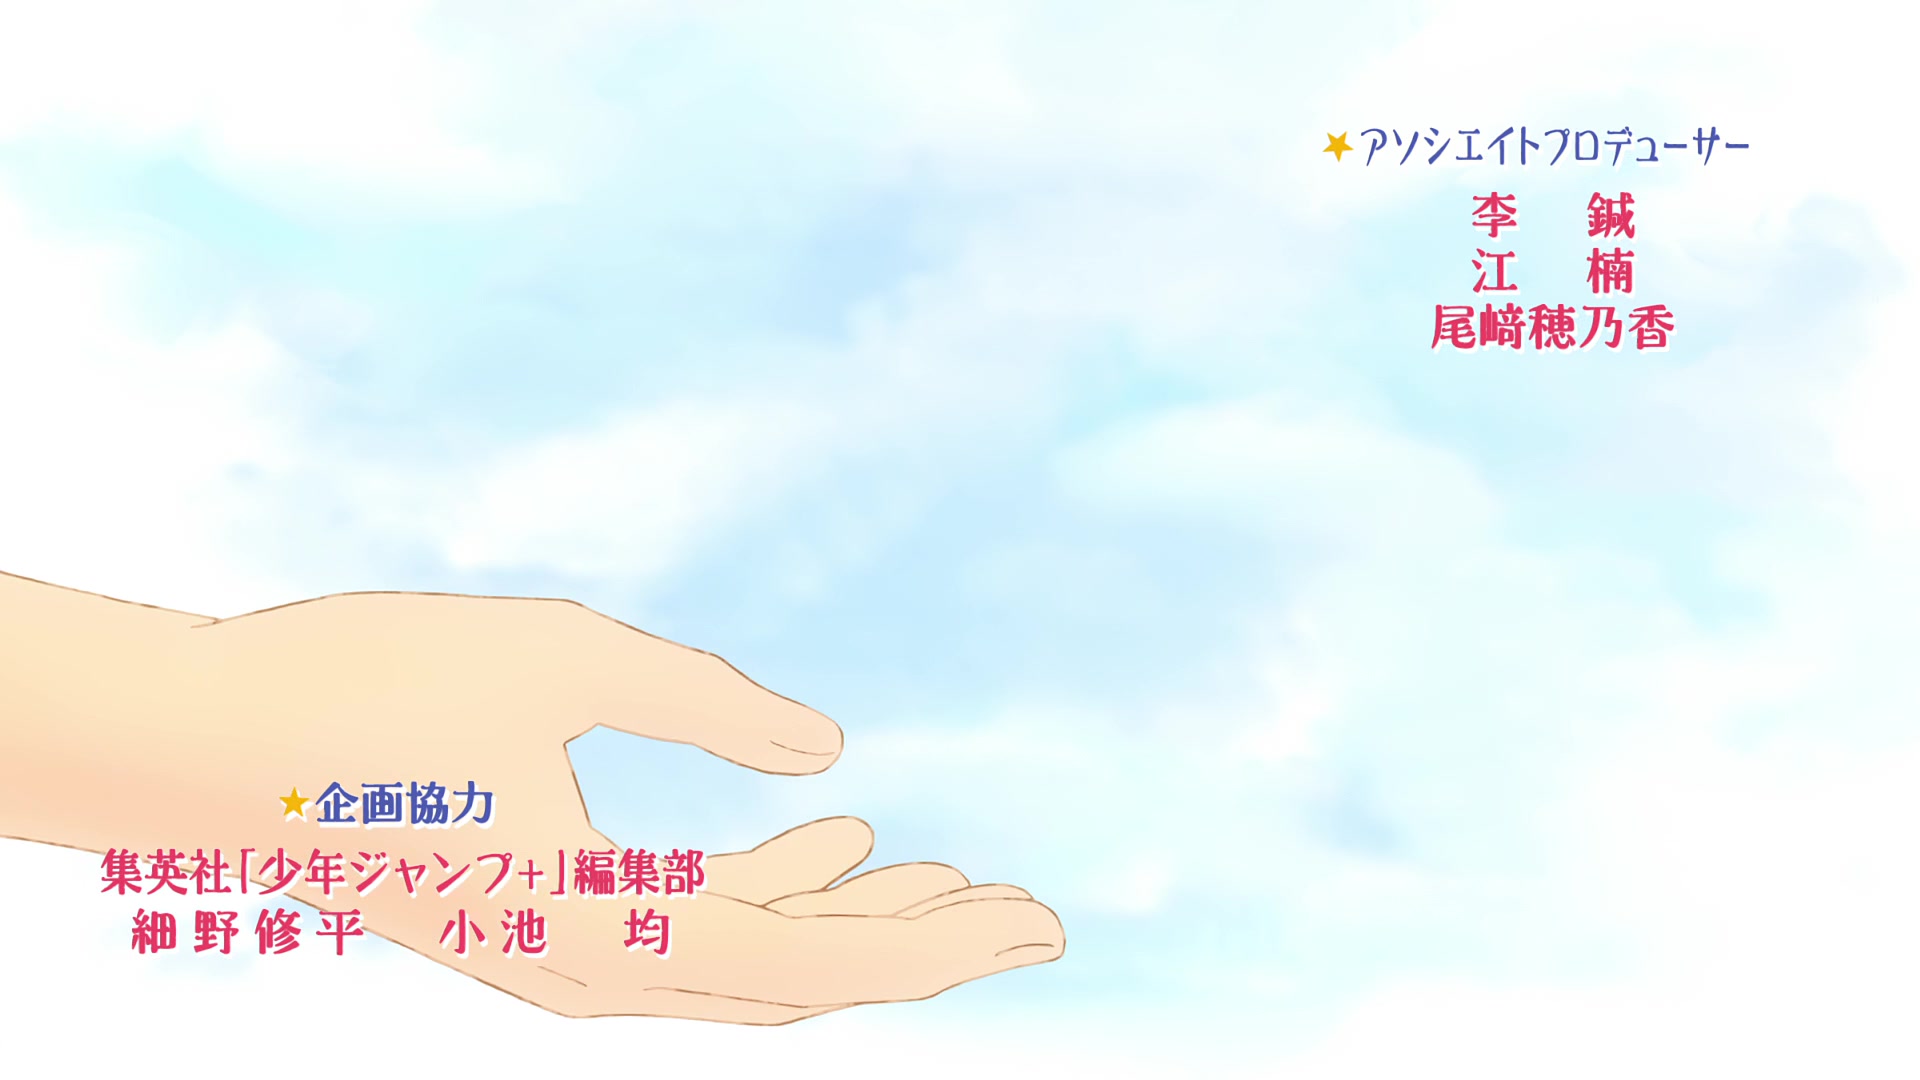 ★アソシエイトプロデューサー
李　鍼
江　楠
尾﨑穂乃香
★企画協力
集英社「少年ジャンプ+」編集部
細野修平　小池　均